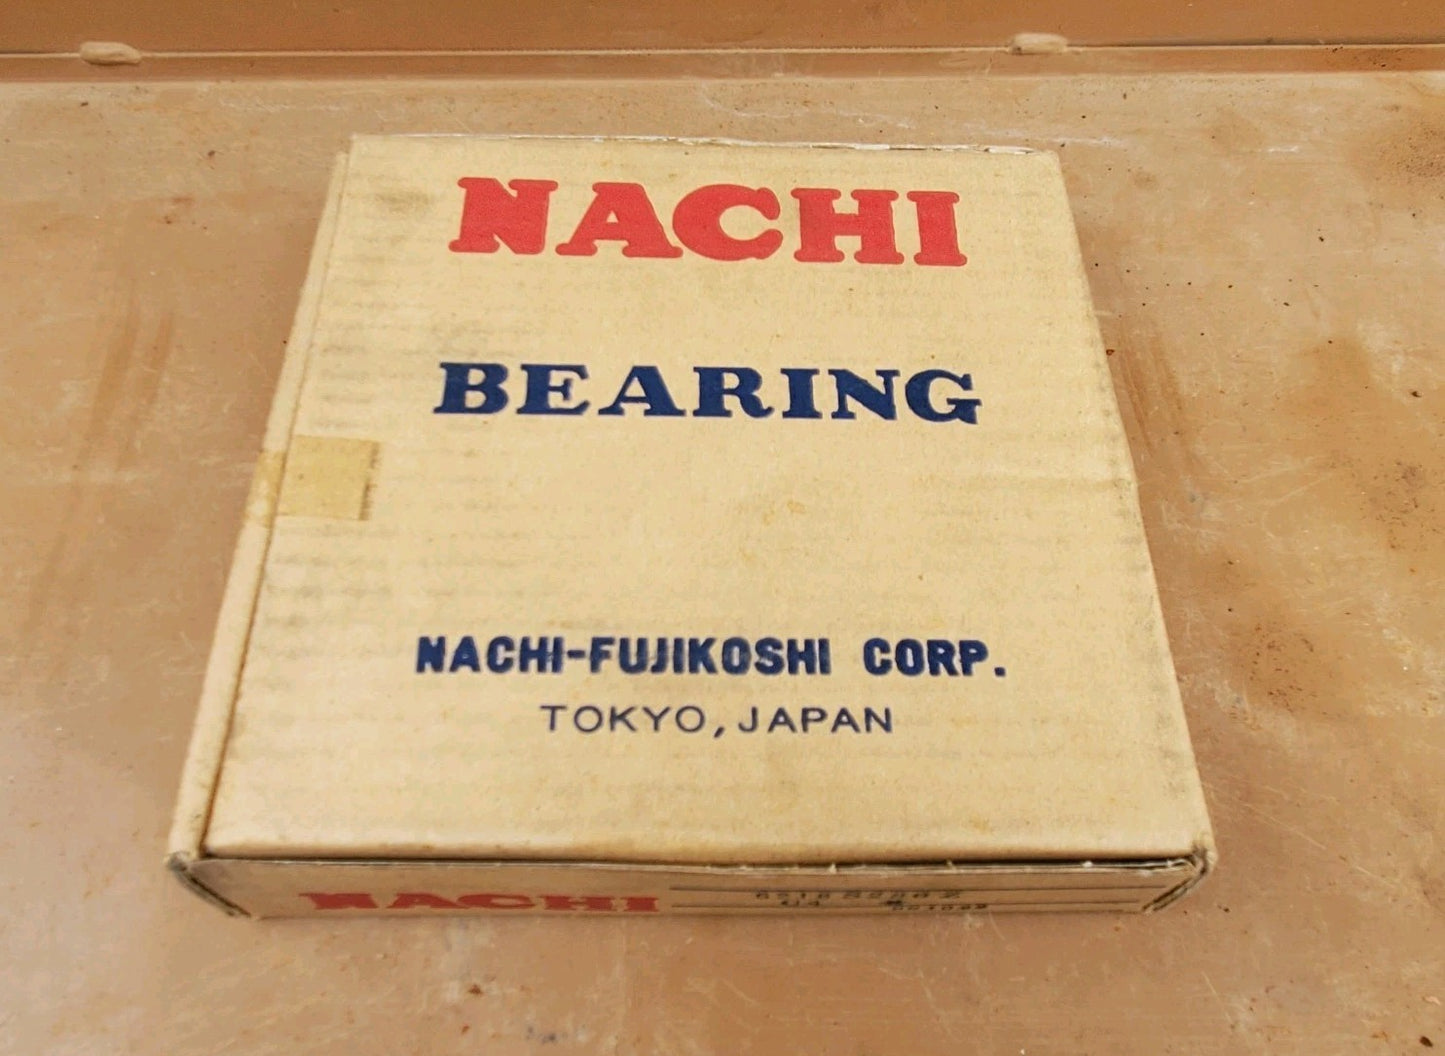 NACHI
BEARING
NACHI-FUJIKOSHI CORP.
TOKYO, JAPAN
NACHI